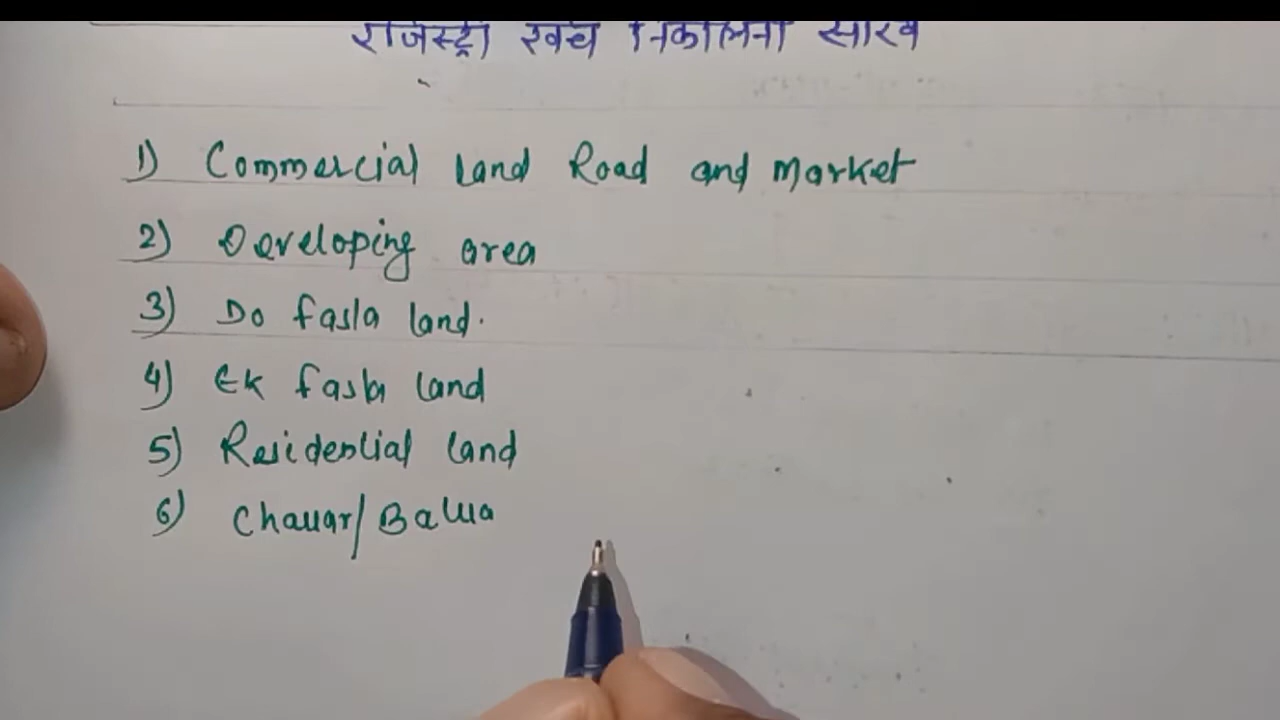 रजिस्ट्री खर्च निकालना सीखे
1) Commercial Land Road and Market
2) Developing area
3) Do fasla land.
4) Ek fasla land
5) Residential land
6) Chauar/Balua